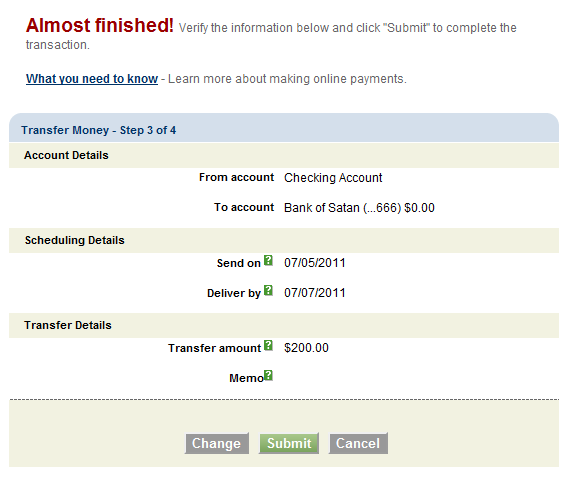 Almost finished! Verify the information below and click "Submit" to complete the
transaction.
What you need to know - Learn more about making online payments.
Transfer Money - Step 3 of 4
Account Details
From account Checking Account
To account Bank of Satan (...666) $0.00
Scheduling Details
Send on ? 07/05/2011
Deliver by ? 07/07/2011
Transfer Details
Transfer amount ? $200.00
Memo ?
Change Submit Cancel